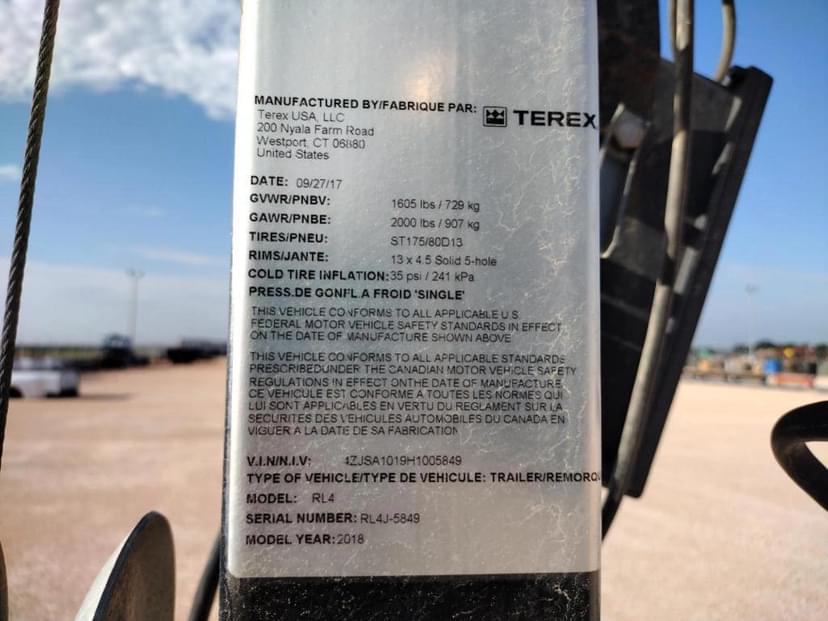 MANUFACTURED BY/FABRIQUE PAR: TEREX
Terex USA, LLC
200 Nyala Farm Road
Westport, CT 06880
United States
DATE: 09/27/17
GVWR/PNBV: 1605 lbs / 729 kg
GAWR/PNBE: 2000 lbs / 907 kg
TIRES/PNEU: ST175/80D13
RIMS/JANTE: 13 x 4.5 Solid 5-hole
COLD TIRE INFLATION: 35 psi / 241 kPa
PRESS.DE GONFL.A FROID 'SINGLE'
THIS VEHICLE CONFORMS TO ALL APPLICABLE U.S.
FEDERAL MOTOR VEHICLE SAFETY STANDARDS IN EFFECT
ON THE DATE OF MANUFACTURE SHOWN ABOVE
THIS VEHICLE CONFORMS TO ALL APPLICABLE STANDARDS
PRESCRIBEDUNDER THE CANADIAN MOTOR VEHICLE SAFETY
REGULATIONS IN EFFECT ONTHE DATE OF MANUFACTURE.
CE VEHICULE EST CONFORME A TOUTES LES NORMES QUI
LUI SONT APPLICABLES EN VERTU DU REGLAMENT SUR LA
SECURITES DES VEHICULES AUTOMOBILES DU CANADA EN
VIGUER A LA DATE DE SA FABRICATION
V.I.N/N.I.V: 4ZJSA1019H1005849
TYPE OF VEHICLE/TYPE DE VEHICULE: TRAILER/REMORQ
MODEL: RL4
SERIAL NUMBER: RL4J-5849
MODEL YEAR: 2018